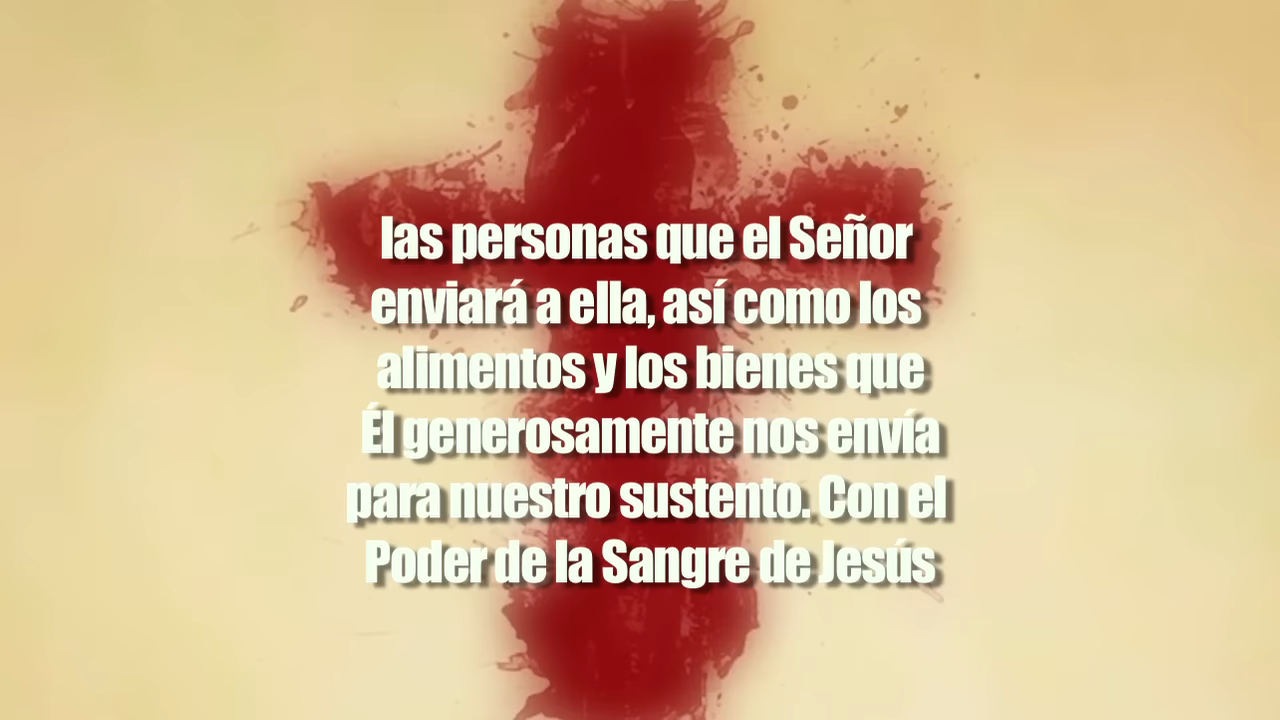 las personas que el Señor
enviará a ella, así como los
alimentos y los bienes que
Él generosamente nos envía
para nuestro sustento. Con el
Poder de la Sangre de Jesús